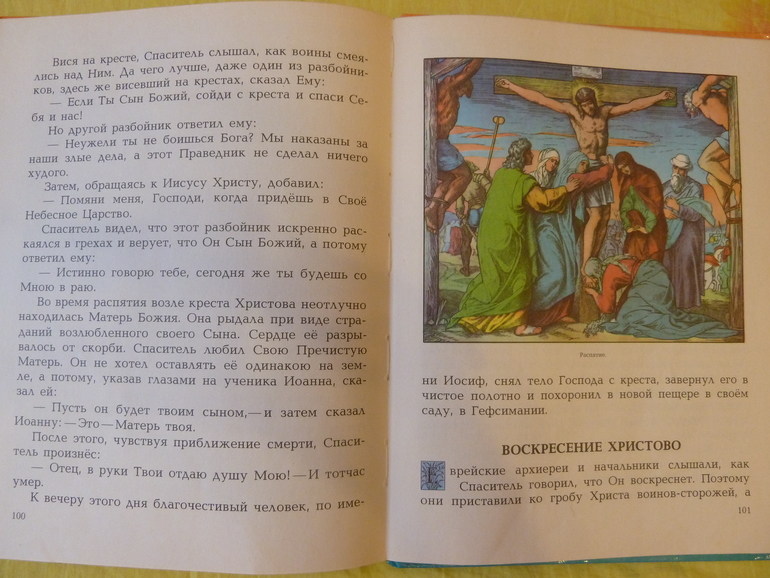 Вися на кресте, Спаситель слышал, как воины смея-
лись над Ним. Да чего лучше, даже один из разбойни-
ков, здесь же висевший на крестах, сказал Ему:
— Если Ты Сын Божий, сойди с креста и спаси Се-
бя и нас!
Но другой разбойник ответил ему:
— Неужели ты не боишься Бога? Мы наказаны за
наши злые дела, а этот Праведник не сделал ничего
худого.
Затем, обращаясь к Иисусу Христу, добавил:
— Помяни меня, Господи, когда придёшь в Своё
Небесное Царство.
Спаситель видел, что этот разбойник искренно рас-
каялся в грехах и верует, что Он Сын Божий, а потому
ответил ему:
— Истинно говорю тебе, сегодня же ты будешь со
Мною в раю.
Во время распятия возле креста Христова неотлучно
находилась Матерь Божия. Она рыдала при виде стра-
даний возлюбленного своего Сына. Сердце её разры-
валось от скорби. Спаситель любил Свою Пречистую
Матерь. Он не хотел оставлять её одинакою на зем-
ле, а потому, указав глазами на ученика Иоанна, ска-
зал ей:
— Пусть он будет твоим сыном,— и затем сказал
Иоанну: — Это — Матерь твоя.
После этого, чувствуя приближение смерти, Спаси-
тель произнёс:
— Отец, в руки Твои отдаю душу Мою! — И тотчас
умер.
К вечеру этого дня благочестивый человек, по име-
100
Распятие.
ни Иосиф, снял тело Господа с креста, завернул его в
чистое полотно и похоронил в новой пещере в своём
саду, в Гефсимании.
ВОСКРЕСЕНИЕ ХРИСТОВО
Еврейские архиереи и начальники слышали, как
Спаситель говорил, что Он воскреснет. Поэтому
они приставили ко гробу Христа воинов-сторожей, а
101